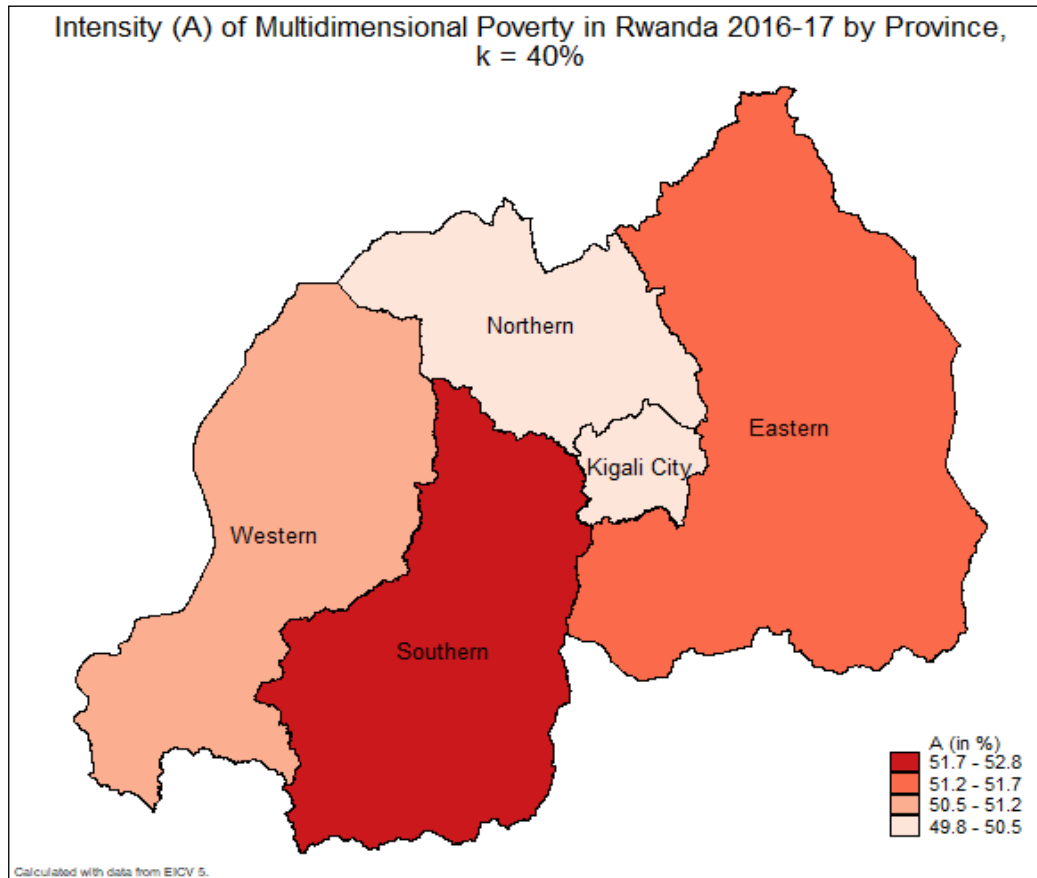 Intensity (A) of Multidimensional Poverty in Rwanda 2016-17 by Province,
k = 40%
Northern
Eastern
Kigali City
Western
Southern
A (in %)
51.7 - 52.8
51.2 - 51.7
50.5 - 51.2
49.8 - 50.5
Calculated with data from EICV 5.